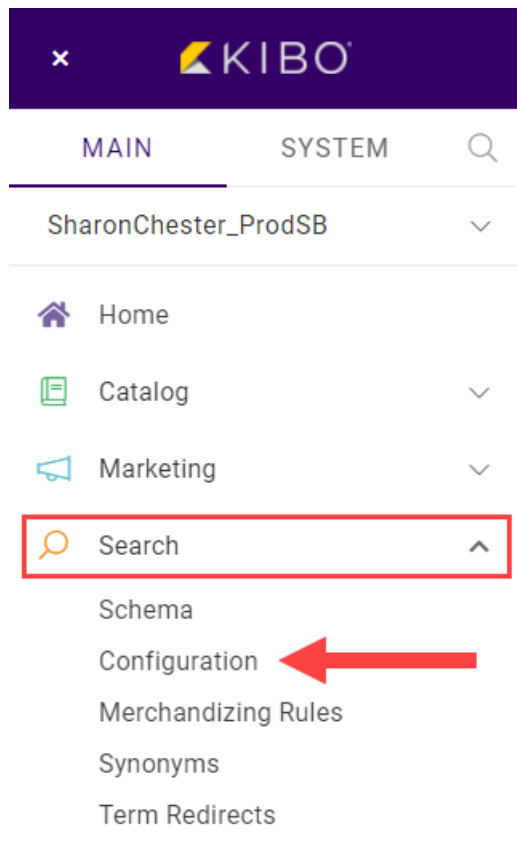 × KIBO
MAIN SYSTEM
SharonChester_ProdSB
Home
Catalog
Marketing
Search
Schema
Configuration
Merchandizing Rules
Synonyms
Term Redirects